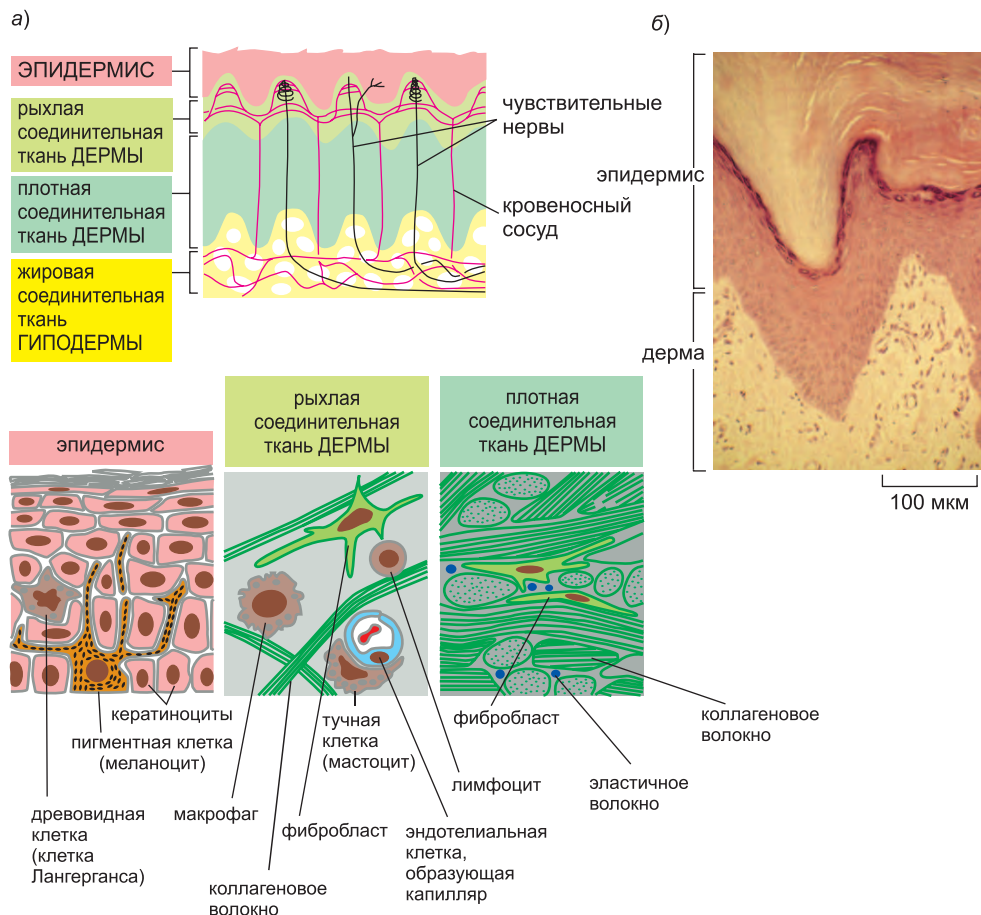 а)
ЭПИДЕРМИС
рыхлая
соединительная
ткань ДЕРМЫ
плотная
соединительная
ткань ДЕРМЫ
жировая
соединительная
ткань
ГИПОДЕРМЫ
чувствительные
нервы
кровеносный
сосуд
б)
эпидермис
дерма
100 мкм
эпидермис
рыхлая
соединительная
ткань ДЕРМЫ
плотная
соединительная
ткань ДЕРМЫ
кератиноциты
пигментная клетка
(меланоцит)
древовидная
клетка
(клетка
Лангерганса)
макрофаг
коллагеновое
волокно
фибробласт
тучная
клетка
(мастоцит)
лимфоцит
эндотелиальная
клетка,
образующая
капилляр
фибробласт
эластичное
волокно
коллагеновое
волокно